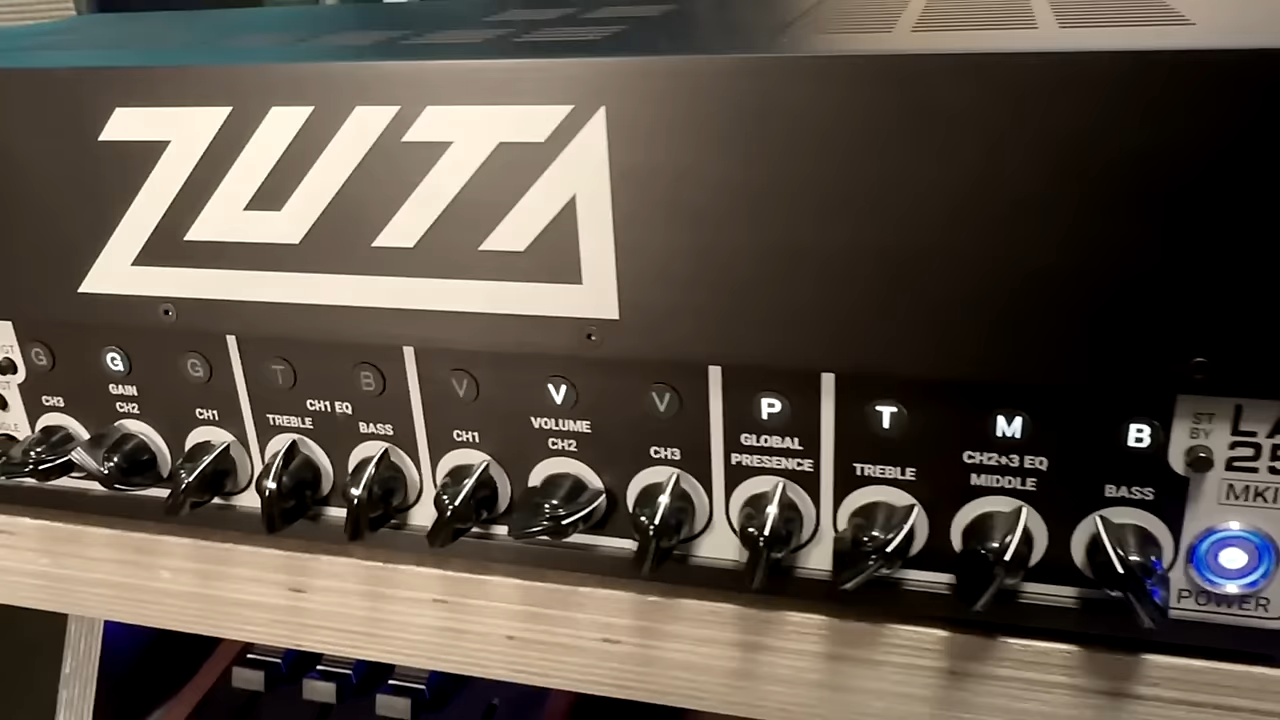 ZUTA
G G G T B V V V P T M B
GAIN
CH3 CH2 CH1
CH1 EQ
TREBLE BASS
VOLUME
CH1 CH2 CH3
GLOBAL
PRESENCE
CH2+3 EQ
TREBLE MIDDLE BASS
ST
BY
POWER